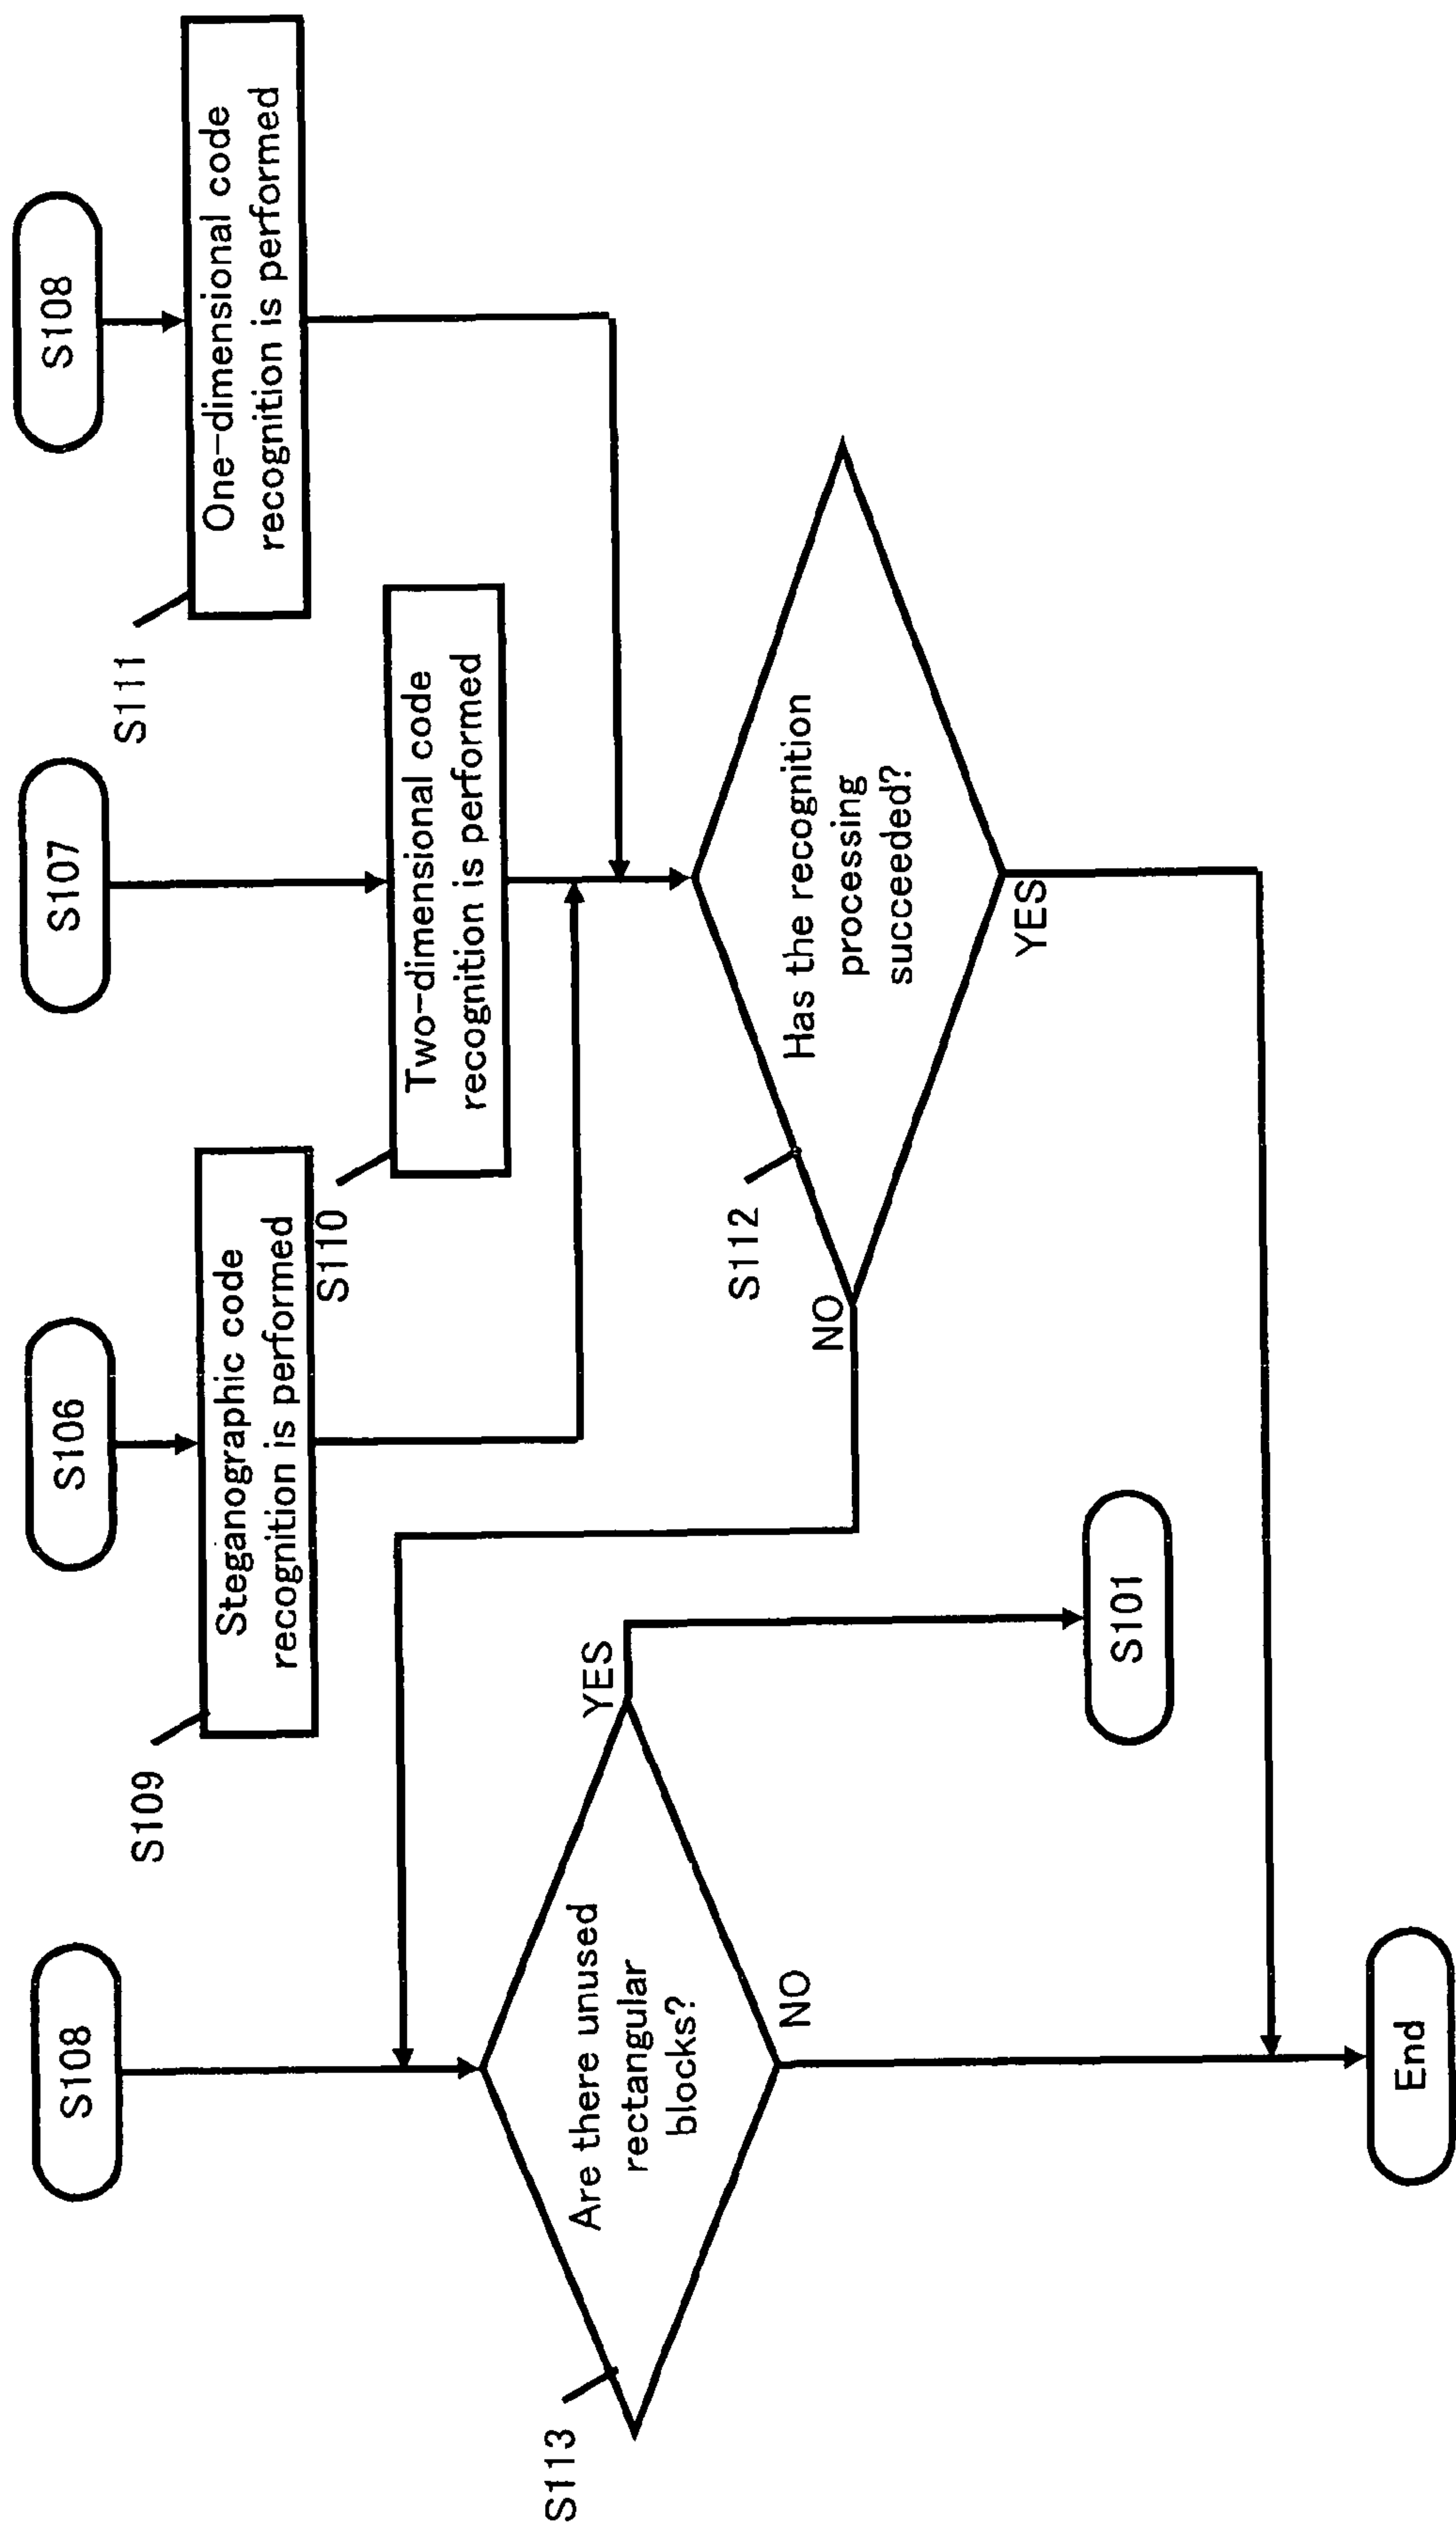 S108
S106
S107
S108
S109
Steganographic code
recognition is performed
S110
Two-dimensional code
recognition is performed
S111
One-dimensional code
recognition is performed
S113
Are there unused
rectangular
blocks?
YES
NO
S112
Has the recognition
processing
succeeded?
NO
YES
S101
End